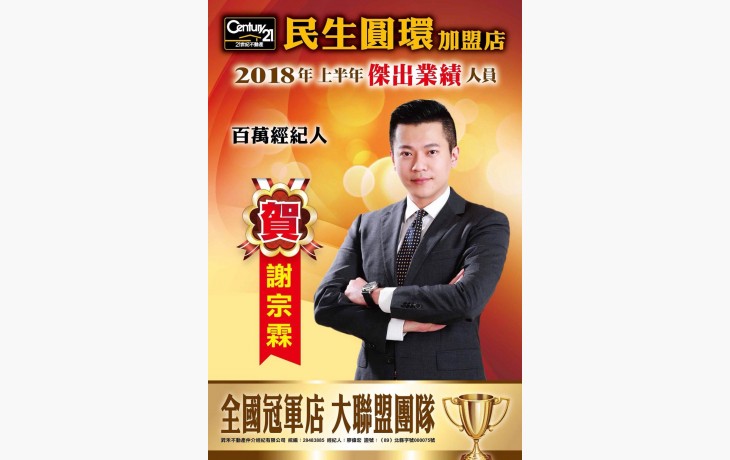 Century 21
21世紀不動產
民生圓環 加盟店
2018年 上半年 傑出業績 人員
百萬經紀人
賀
謝宗霖
全國冠軍店 大聯盟團隊